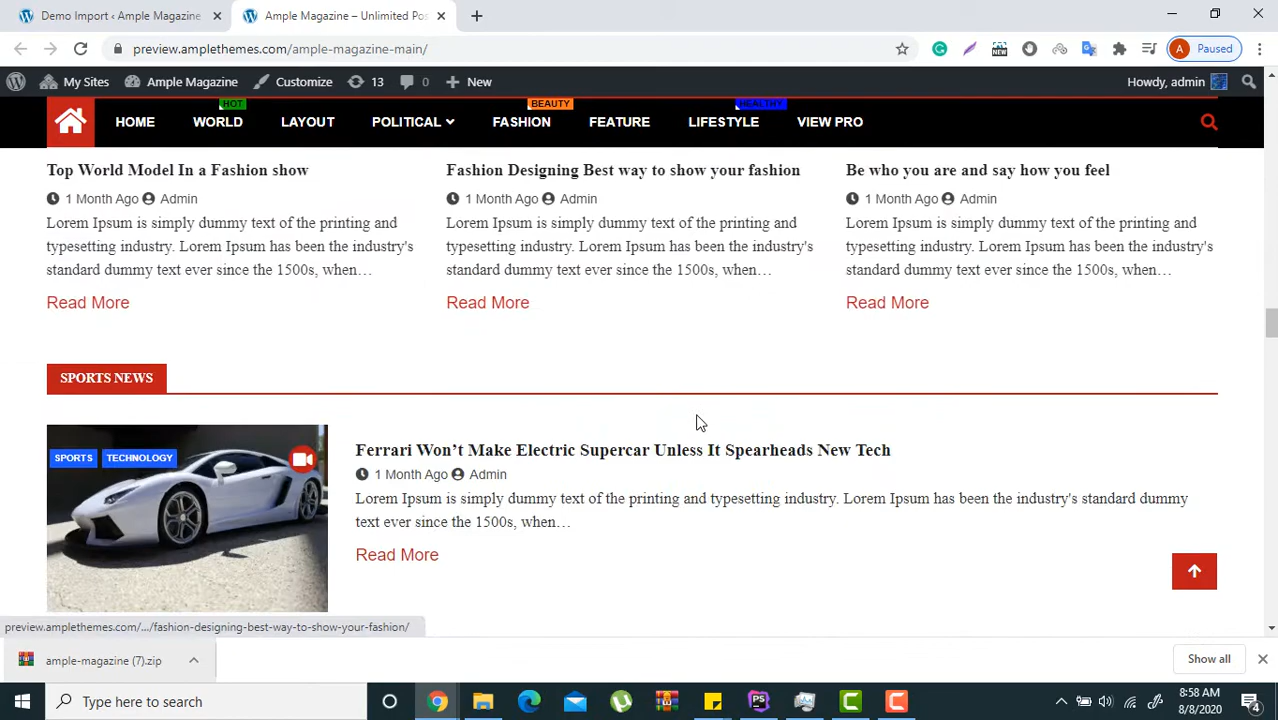 Demo Import ‹ Ample Magazine
Ample Magazine – Unlimited Pos
preview.amplethemes.com/ample-magazine-main/
A Paused
My Sites Ample Magazine Customize 13 0 New Howdy, admin
HOT BEAUTY HEALTHY
HOME WORLD LAYOUT POLITICAL FASHION FEATURE LIFESTYLE VIEW PRO
Top World Model In a Fashion show
1 Month Ago Admin
Lorem Ipsum is simply dummy text of the printing and
typesetting industry. Lorem Ipsum has been the industry's
standard dummy text ever since the 1500s, when…
Read More
Fashion Designing Best way to show your fashion
1 Month Ago Admin
Lorem Ipsum is simply dummy text of the printing and
typesetting industry. Lorem Ipsum has been the industry's
standard dummy text ever since the 1500s, when…
Read More
Be who you are and say how you feel
1 Month Ago Admin
Lorem Ipsum is simply dummy text of the printing and
typesetting industry. Lorem Ipsum has been the industry's
standard dummy text ever since the 1500s, when…
Read More
SPORTS NEWS
SPORTS TECHNOLOGY
Ferrari Won’t Make Electric Supercar Unless It Spearheads New Tech
1 Month Ago Admin
Lorem Ipsum is simply dummy text of the printing and typesetting industry. Lorem Ipsum has been the industry's standard dummy
text ever since the 1500s, when…
Read More
preview.amplethemes.com/.../fashion-designing-best-way-to-show-your-fashion/
ample-magazine (7).zip
Show all
Type here to search
8:58 AM
8/8/2020
4